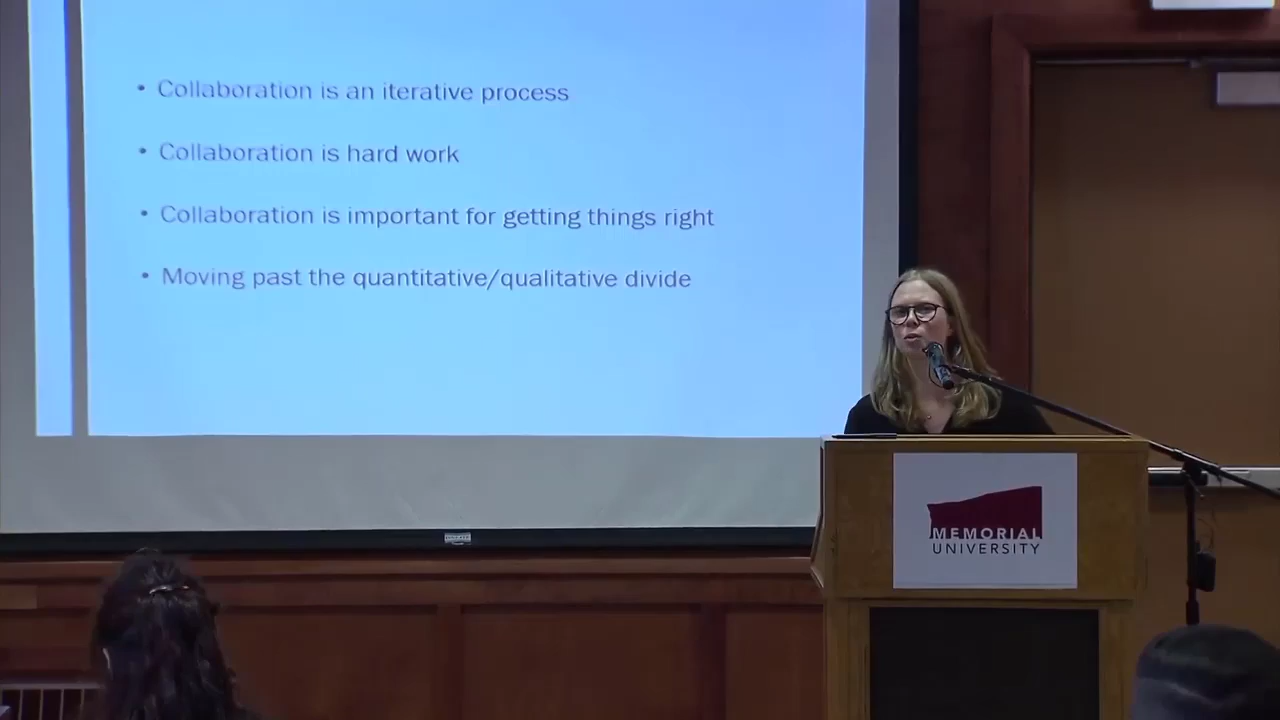 • Collaboration is an iterative process
• Collaboration is hard work
• Collaboration is important for getting things right
• Moving past the quantitative/qualitative divide
MEMORIAL
UNIVERSITY